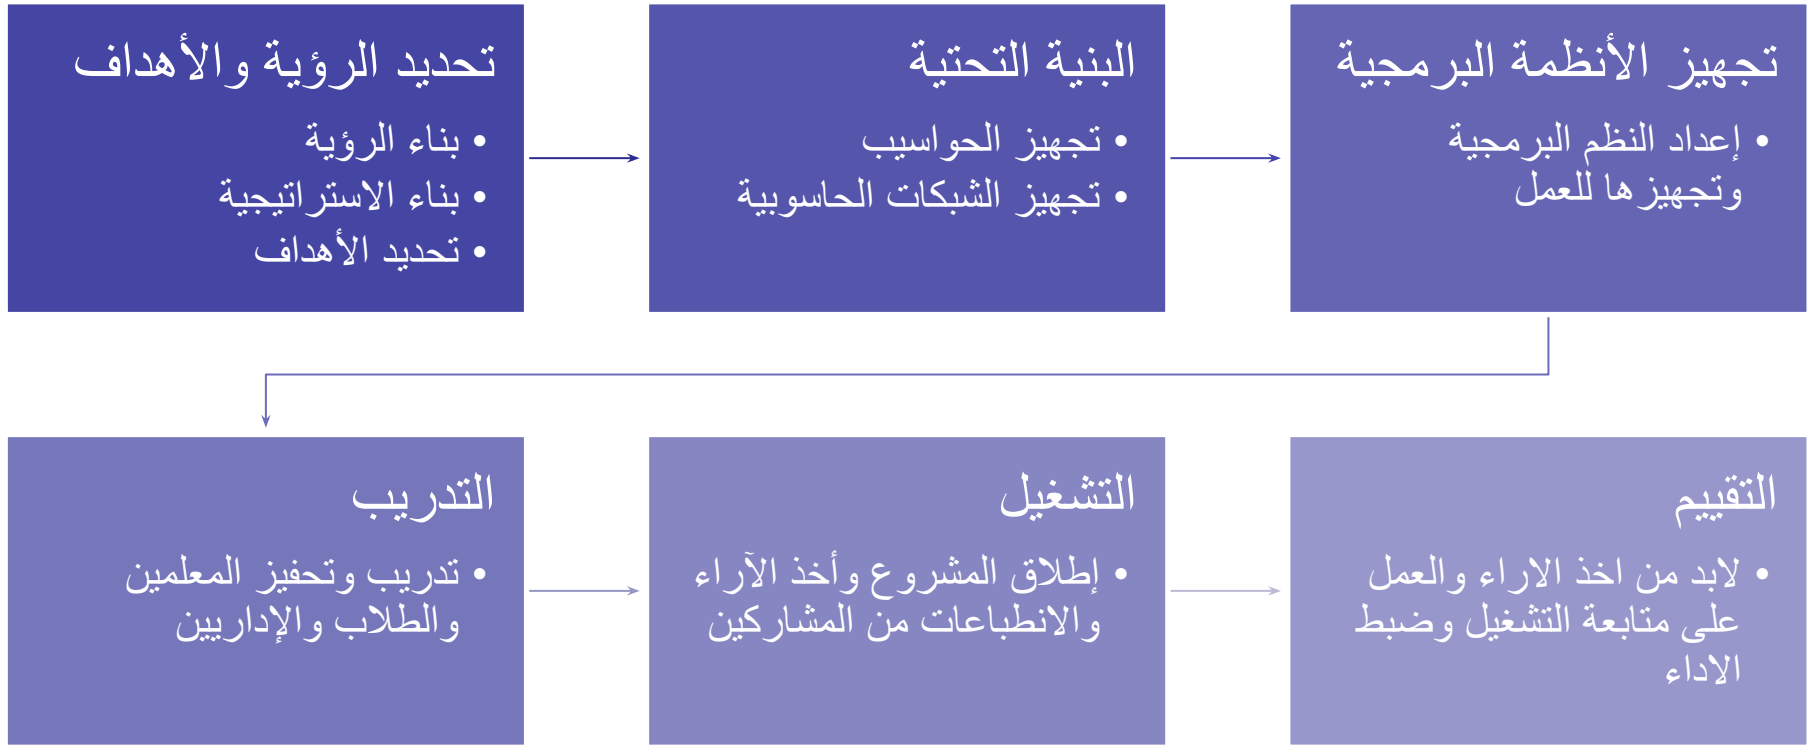 تحديد الرؤية والأهداف
• بناء الرؤية
• بناء الاستراتيجية
• تحديد الأهداف
البنية التحتية
• تجهيز الحواسيب
• تجهيز الشبكات الحاسوبية
تجهيز الأنظمة البرمجية
• إعداد النظم البرمجية
وتجهيزها للعمل
التدريب
• تدريب وتحفيز المعلمين
والطلاب والإداريين
التشغيل
• إطلاق المشروع وأخذ الآراء
والانطباعات من المشاركين
التقييم
• لابد من اخذ الاراء والعمل
على متابعة التشغيل وضبط
الاداء